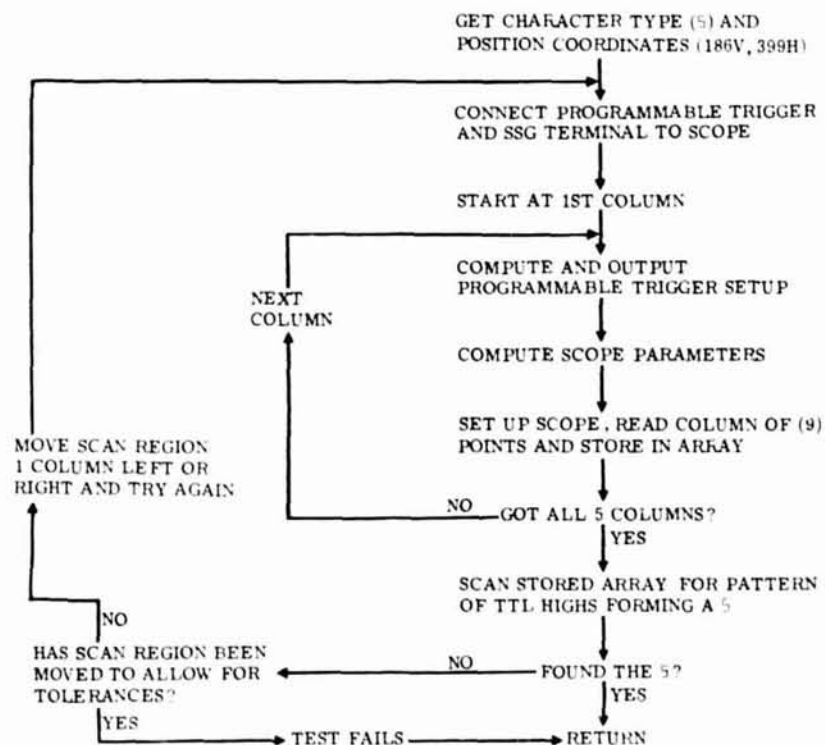 GET CHARACTER TYPE (5) AND
POSITION COORDINATES (186V, 399H)
CONNECT PROGRAMMABLE TRIGGER
AND SSG TERMINAL TO SCOPE
START AT 1ST COLUMN
COMPUTE AND OUTPUT
PROGRAMMABLE TRIGGER SETUP
NEXT
COLUMN
COMPUTE SCOPE PARAMETERS
SET UP SCOPE, READ COLUMN OF (9)
POINTS AND STORE IN ARRAY
MOVE SCAN REGION
1 COLUMN LEFT OR
RIGHT AND TRY AGAIN
NO
GOT ALL 5 COLUMNS?
YES
SCAN STORED ARRAY FOR PATTERN
OF TTL HIGHS FORMING A 5
NO
HAS SCAN REGION BEEN
MOVED TO ALLOW FOR
TOLERANCES?
NO
FOUND THE 5?
YES
YES
TEST FAILS
RETURN